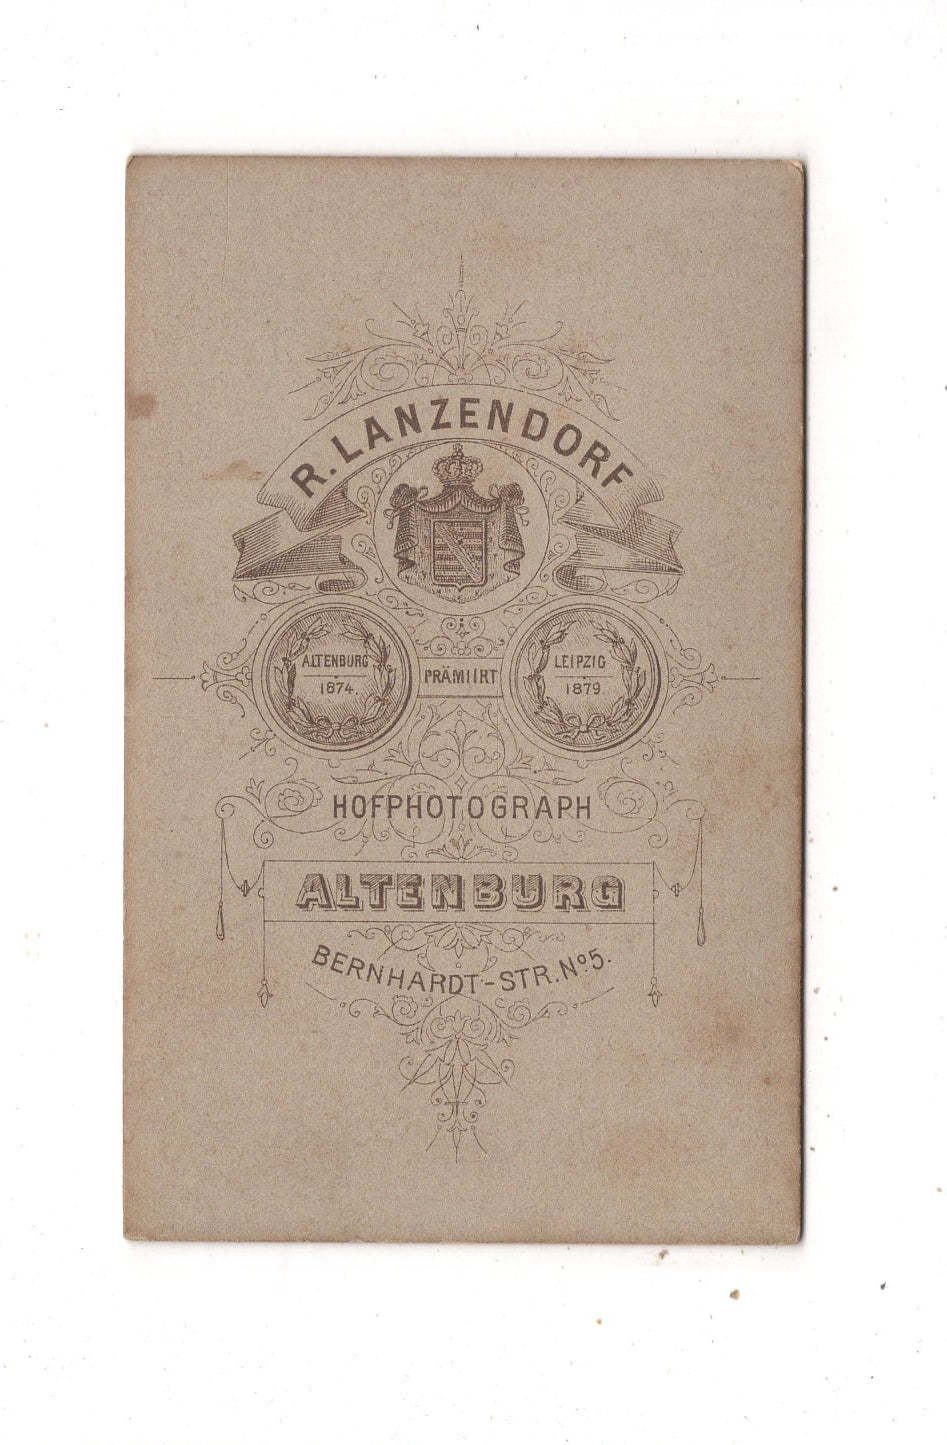 R. LANZENDORF
ALTENBURG
1874.
PRÄMIIRT
LEIPZIG
1879.
HOFPHOTOGRAPH
ALTENBURG
BERNHARDT-STR. Nº 5.